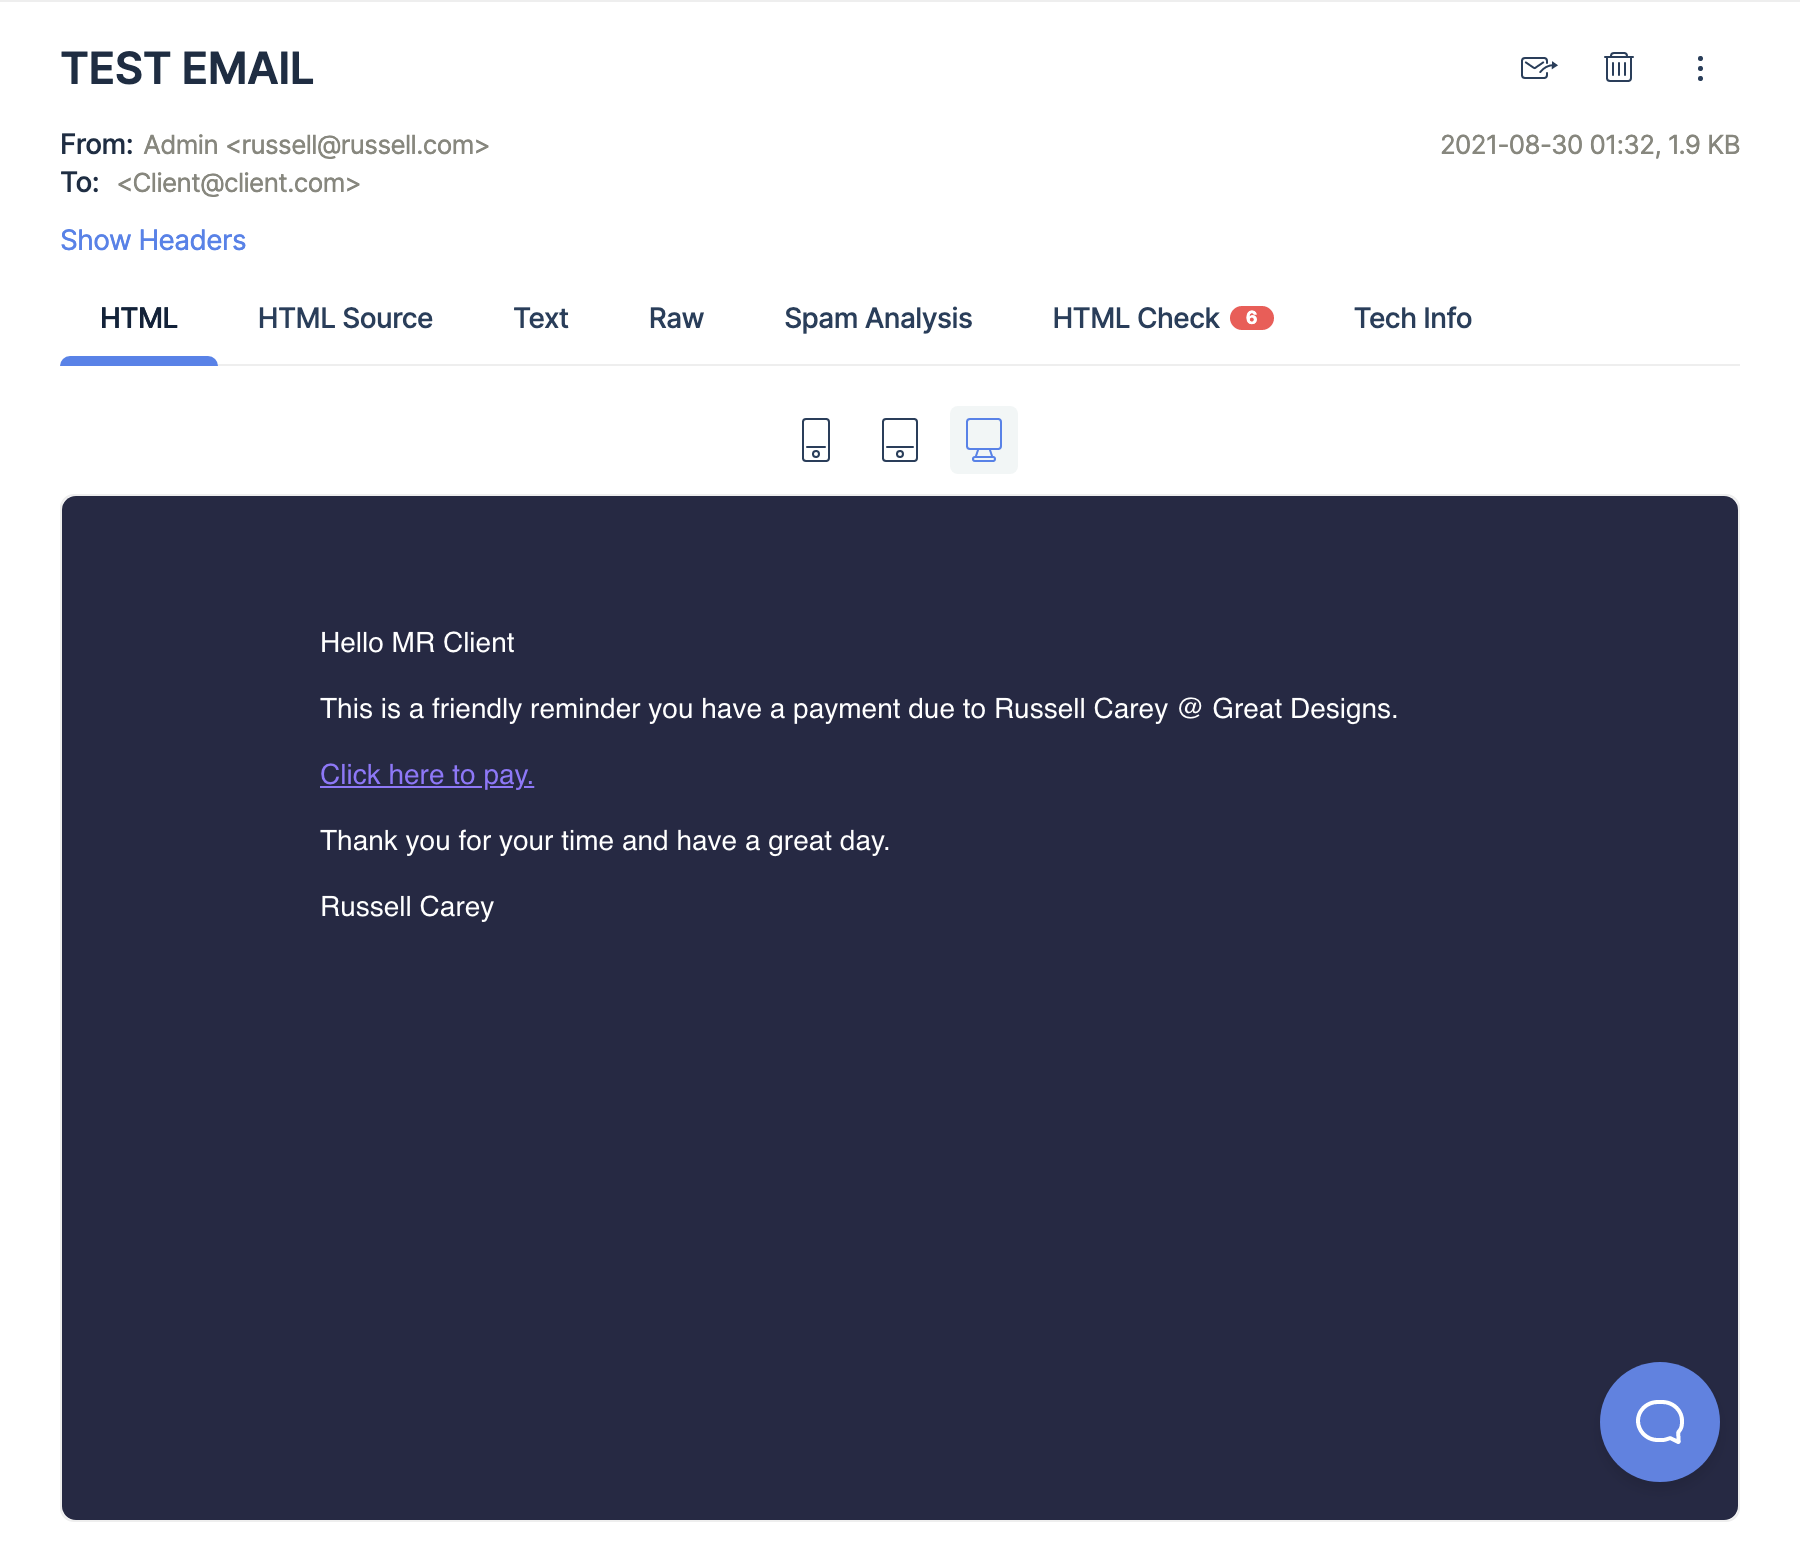 TEST EMAIL
From: Admin <russell@russell.com>
2021-08-30 01:32, 1.9 KB
To: <Client@client.com>
Show Headers
HTML HTML Source Text Raw Spam Analysis HTML Check 6 Tech Info
Hello MR Client
This is a friendly reminder you have a payment due to Russell Carey @ Great Designs.
Click here to pay.
Thank you for your time and have a great day.
Russell Carey